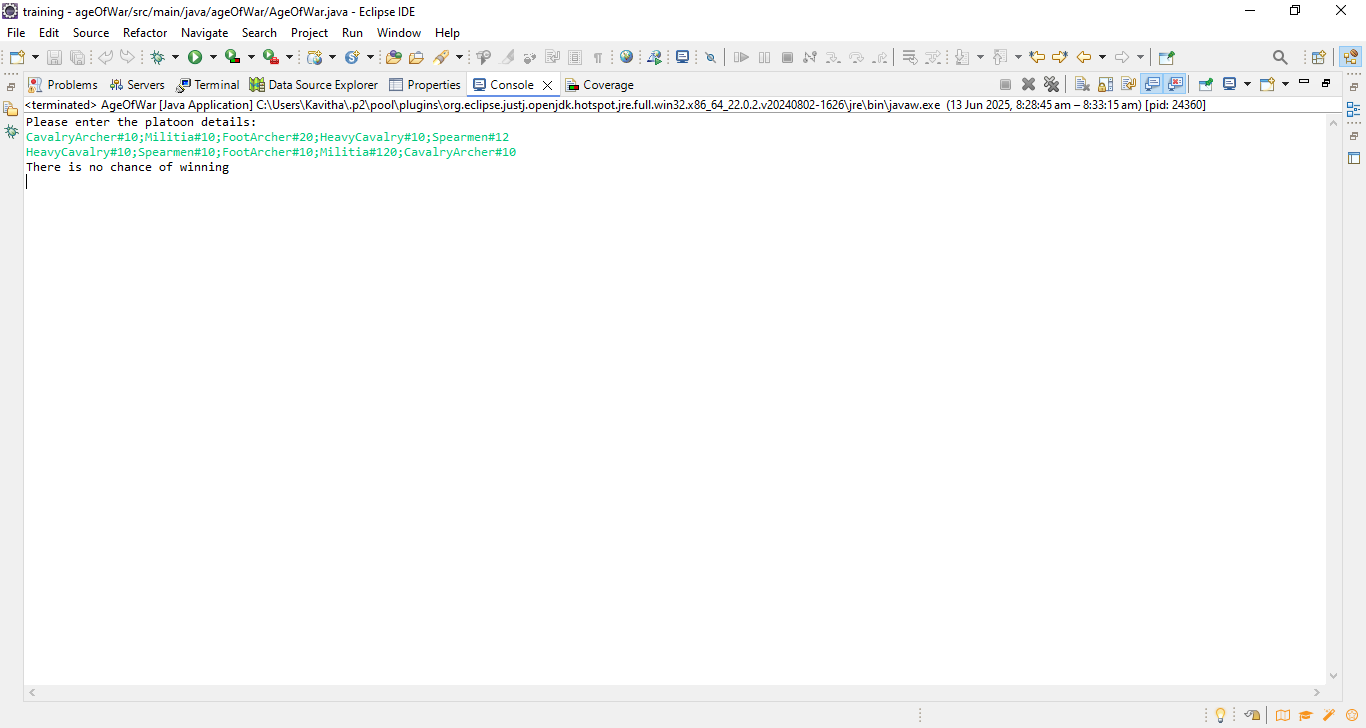 training - ageOfWar/src/main/java/ageOfWar/AgeOfWar.java - Eclipse IDE
File Edit Source Refactor Navigate Search Project Run Window Help
Problems Servers Terminal Data Source Explorer Properties Console Coverage
<terminated> AgeOfWar [Java Application] C:\Users\Kavitha\.p2\pool\plugins\org.eclipse.justj.openjdk.hotspot.jre.full.win32.x86_64_22.0.2.v20240802-1626\jre\bin\javaw.exe (13 Jun 2025, 8:28:45 am – 8:33:15 am) [pid: 24360]
Please enter the platoon details:
CavalryArcher#10;Militia#10;FootArcher#20;HeavyCavalry#10;Spearmen#12
HeavyCavalry#10;Spearmen#10;FootArcher#10;Militia#120;CavalryArcher#10
There is no chance of winning